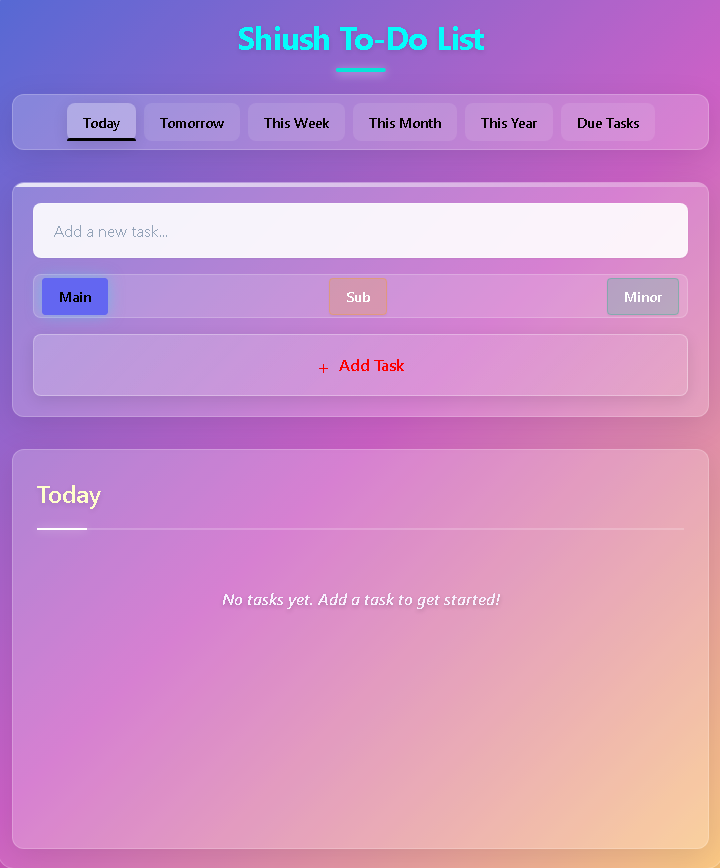 Shiush To-Do List
Today Tomorrow This Week This Month This Year Due Tasks
Add a new task...
Main Sub Minor
+ Add Task
Today
No tasks yet. Add a task to get started!